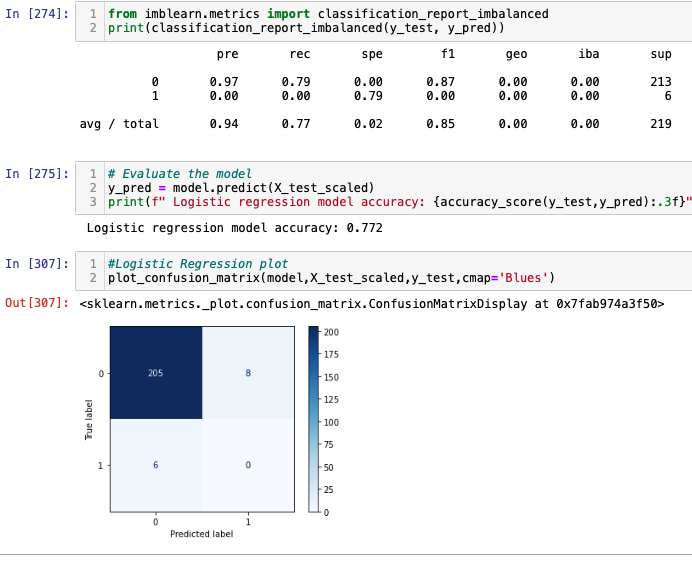 In [274]: 1 from imblearn.metrics import classification_report_imbalanced
2 print(classification_report_imbalanced(y_test, y_pred))
pre rec spe f1 geo iba sup
0 0.97 0.79 0.00 0.87 0.00 0.00 213
1 0.00 0.00 0.79 0.00 0.00 0.00 6
avg / total 0.94 0.77 0.02 0.85 0.00 0.00 219
In [275]: 1 # Evaluate the model
2 y_pred = model.predict(X_test_scaled)
3 print(f" Logistic regression model accuracy: {accuracy_score(y_test,y_pred):.3f}"
Logistic regression model accuracy: 0.772
In [307]: 1 #Logistic Regression plot
2 plot_confusion_matrix(model,X_test_scaled,y_test,cmap='Blues')
Out[307]: <sklearn.metrics._plot.confusion_matrix.ConfusionMatrixDisplay at 0x7fab974a3f50>
True label
0
1
205 8
6 0
0 1
Predicted label
200
175
150
125
100
75
50
25
0